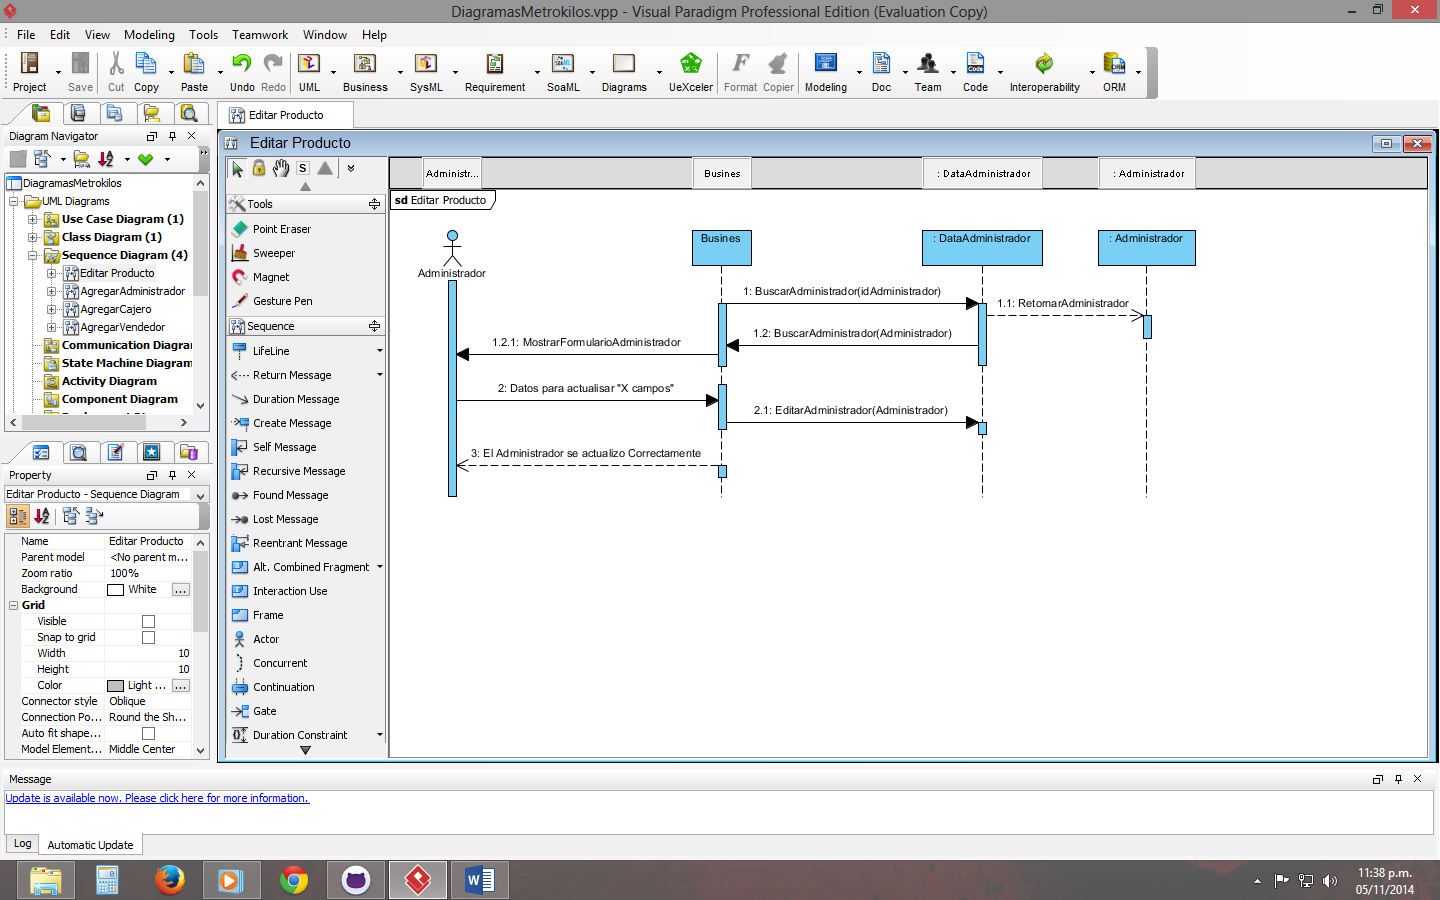 DiagramasMetrokilos.vpp - Visual Paradigm Professional Edition (Evaluation Copy)
File Edit View Modeling Tools Teamwork Window Help
Project Save Cut Copy Paste Undo Redo UML Business SysML Requirement SoaML Diagrams UeXceler Format Copier Modeling Doc Team Code Interoperability ORM
Editar Producto
Diagram Navigator
DiagramasMetrokilos
UML Diagrams
Use Case Diagram (1)
Class Diagram (1)
Sequence Diagram (4)
Editar Producto
AgregarAdministrador
AgregarCajero
AgregarVendedor
Communication Diagra
State Machine Diagram
Activity Diagram
Component Diagram
Property
Editar Producto - Sequence Diagram
Name Editar Producto
Parent model <No parent m...
Zoom ratio 100%
Background White ...
Grid
Visible
Snap to grid
Width 10
Height 10
Color Light ... ...
Connector style Oblique
Connection Po... Round the Sh...
Auto fit shape...
Model Element... Middle Center
Editar Producto
Tools
Point Eraser
Sweeper
Magnet
Gesture Pen
Sequence
LifeLine
Return Message
Duration Message
Create Message
Self Message
Recursive Message
Found Message
Lost Message
Reentrant Message
Alt. Combined Fragment
Interaction Use
Frame
Actor
Concurrent
Continuation
Gate
Duration Constraint
Administr... Busines : DataAdministrador : Administrador
sd Editar Producto
Administrador
Busines
: DataAdministrador
: Administrador
1: BuscarAdministrador(idAdministrador)
1.1: RetornarAdministrador
1.2: BuscarAdministrador(Administrador)
1.2.1: MostrarFormularioAdministrador
2: Datos para actualisar "X campos"
2.1: EditarAdministrador(Administrador)
3: El Administrador se actualizo Correctamente
Message
Update is available now. Please click here for more information.
Log Automatic Update
11:38 p.m.
05/11/2014